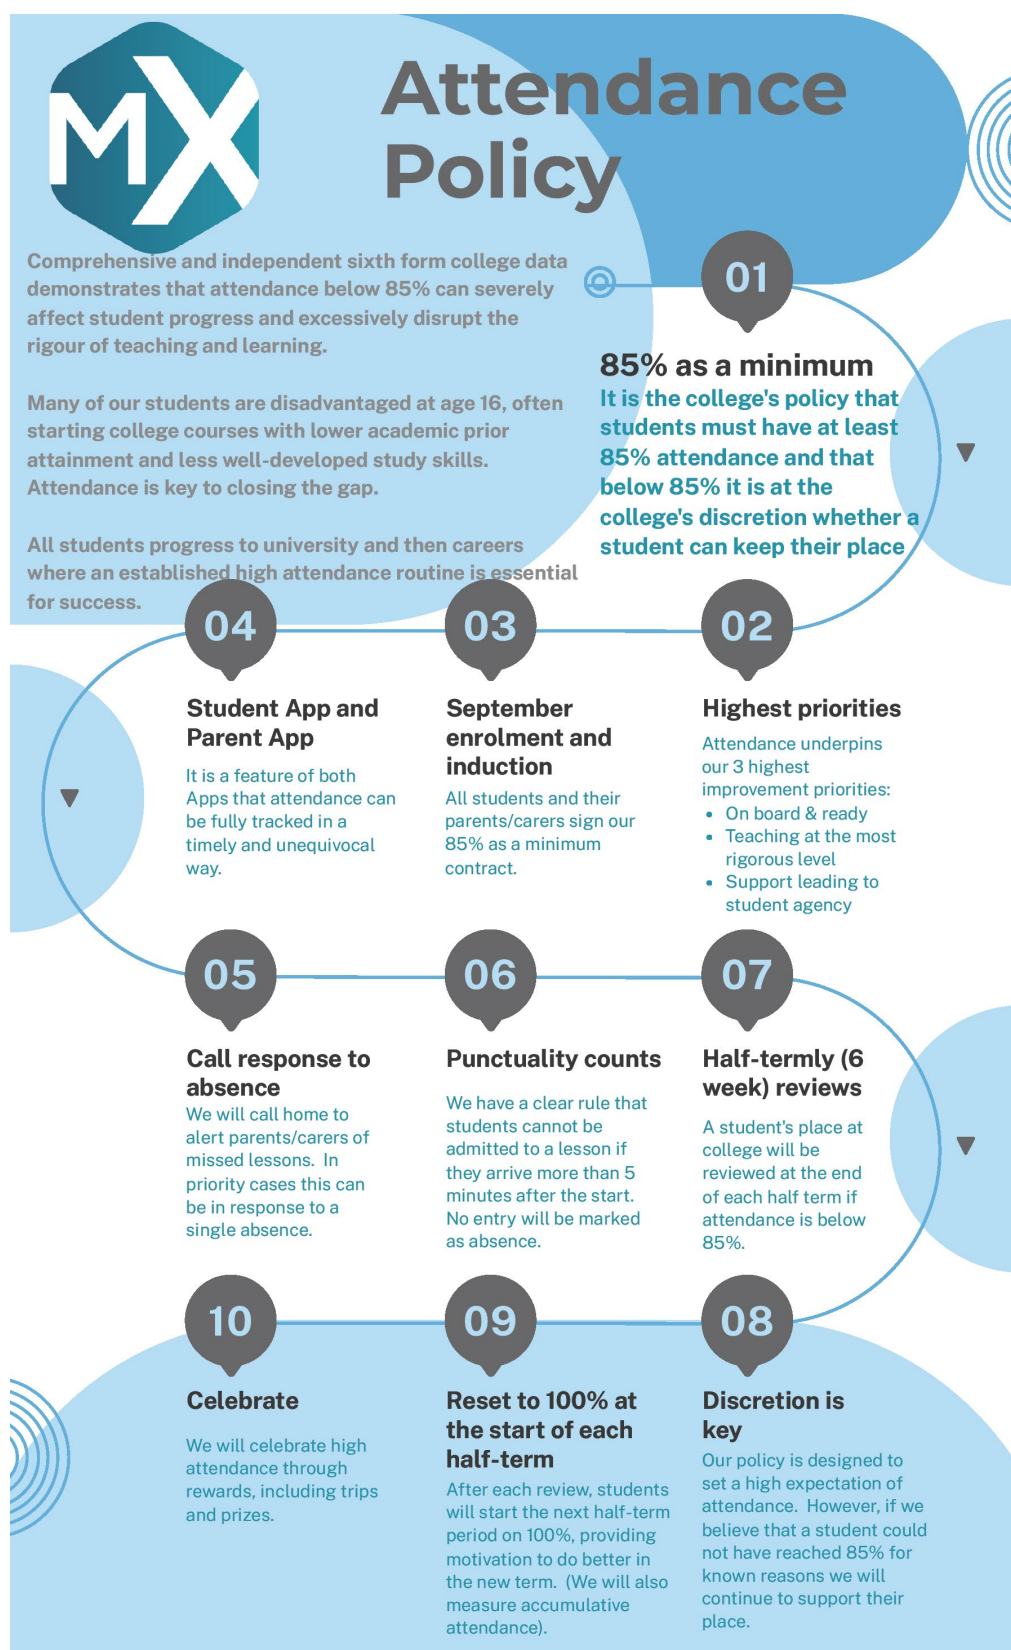 MX
Attendance
Policy
Comprehensive and independent sixth form college data
demonstrates that attendance below 85% can severely
affect student progress and excessively disrupt the
rigour of teaching and learning.
Many of our students are disadvantaged at age 16, often
starting college courses with lower academic prior
attainment and less well-developed study skills.
Attendance is key to closing the gap.
All students progress to university and then careers
where an established high attendance routine is essential
for success.
01
85% as a minimum
It is the college's policy that
students must have at least
85% attendance and that
below 85% it is at the
college's discretion whether a
student can keep their place
02
Highest priorities
Attendance underpins
our 3 highest
improvement priorities:
• On board & ready
• Teaching at the most
rigorous level
• Support leading to
student agency
03
September
enrolment and
induction
All students and their
parents/carers sign our
85% as a minimum
contract.
04
Student App and
Parent App
It is a feature of both
Apps that attendance can
be fully tracked in a
timely and unequivocal
way.
05
Call response to
absence
We will call home to
alert parents/carers of
missed lessons. In
priority cases this can
be in response to a
single absence.
06
Punctuality counts
We have a clear rule that
students cannot be
admitted to a lesson if
they arrive more than 5
minutes after the start.
No entry will be marked
as absence.
07
Half-termly (6
week) reviews
A student's place at
college will be
reviewed at the end
of each half term if
attendance is below
85%.
08
Discretion is
key
Our policy is designed to
set a high expectation of
attendance. However, if we
believe that a student could
not have reached 85% for
known reasons we will
continue to support their
place.
09
Reset to 100% at
the start of each
half-term
After each review, students
will start the next half-term
period on 100%, providing
motivation to do better in
the new term. (We will also
measure accumulative
attendance).
10
Celebrate
We will celebrate high
attendance through
rewards, including trips
and prizes.